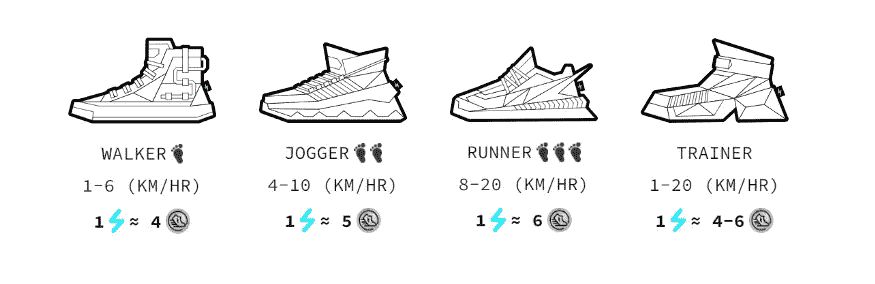 WALKER
1-6 (KM/HR)
1 ≈ 4
JOGGER
4-10 (KM/HR)
1 ≈ 5
RUNNER
8-20 (KM/HR)
1 ≈ 6
TRAINER
1-20 (KM/HR)
1 ≈ 4-6